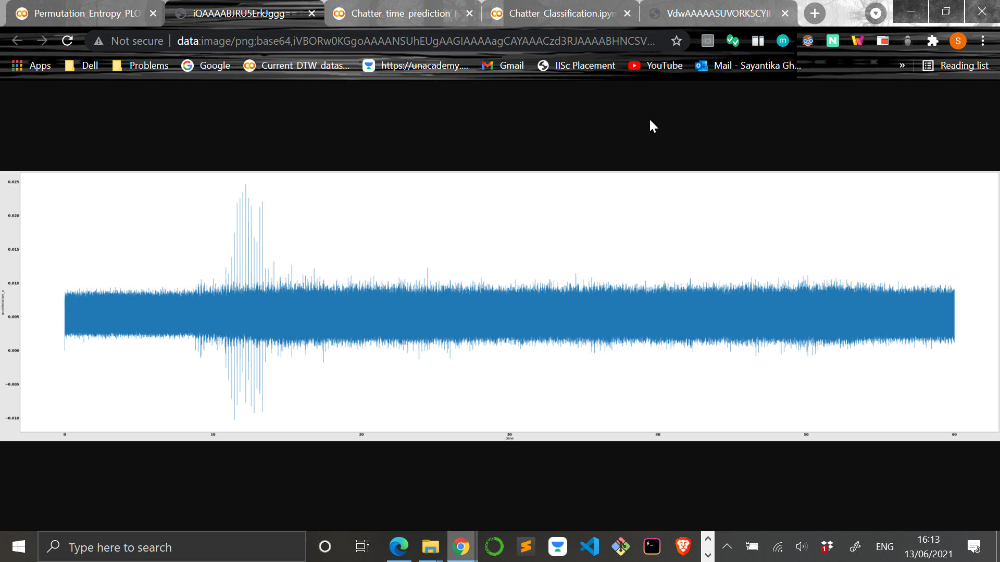 Permutation_Entropy_PLO
iQAAAABJRU5ErkJggg==
Chatter_time_prediction_F
Chatter_Classification.ipyn
VdwAAAAASUVORK5CYII=
Not secure
data:image/png;base64,iVBORw0KGgoAAAANSUhEUgAAGIAAAAagCAYAAACzd3RJAAAABHNCSV...
S
Apps
Dell
Problems
Google
Current_DTW_datas...
https://unacademy....
Gmail
IISc Placement
YouTube
Mail - Sayantika Gh...
»
Reading list
0.025
0.020
0.015
0.010
0.005
0.000
−0.005
−0.010
acceleration_x
0 10 20 30 40 50 60
time
Type here to search
1
ENG
16:13
13/06/2021